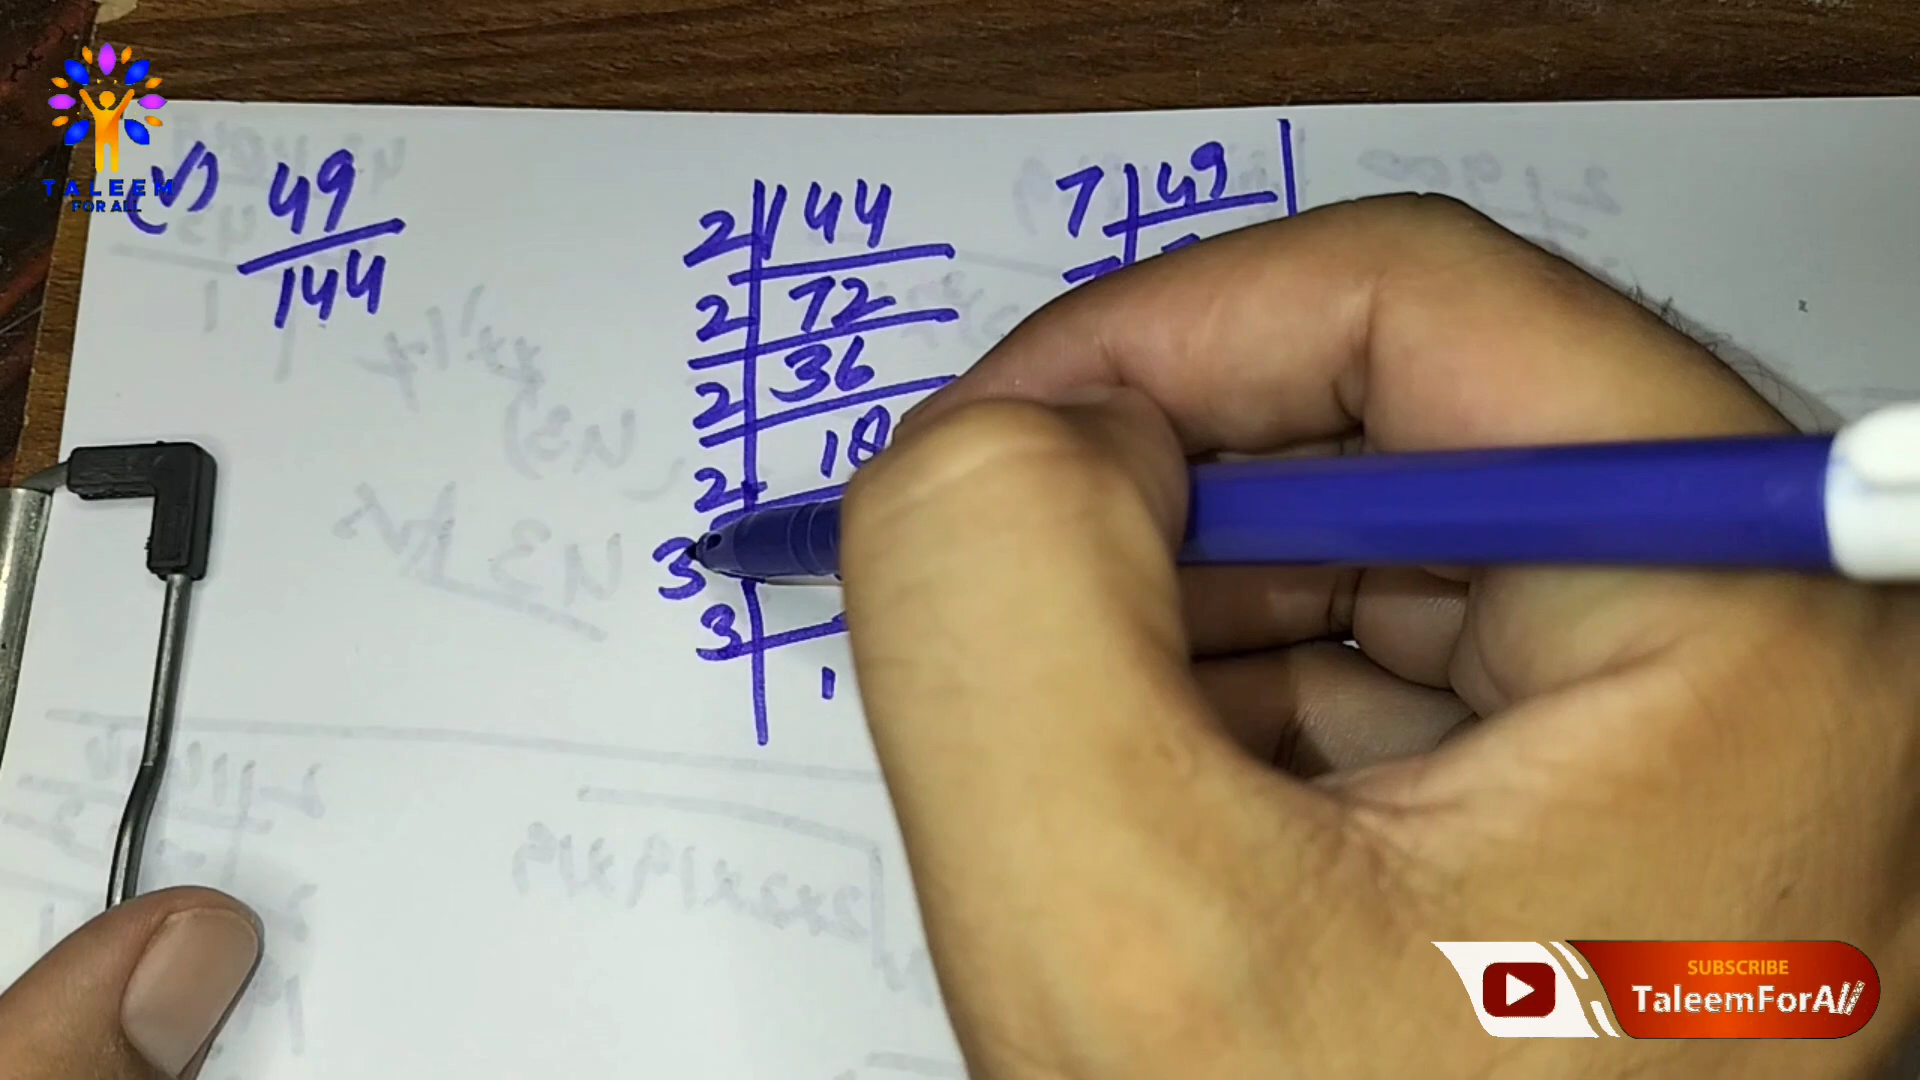 TALEEM
FOR ALL
(v) 49
144
2 144
2 72
2 36
2 18
3
3
1
7 49
SUBSCRIBE
TaleemForAll